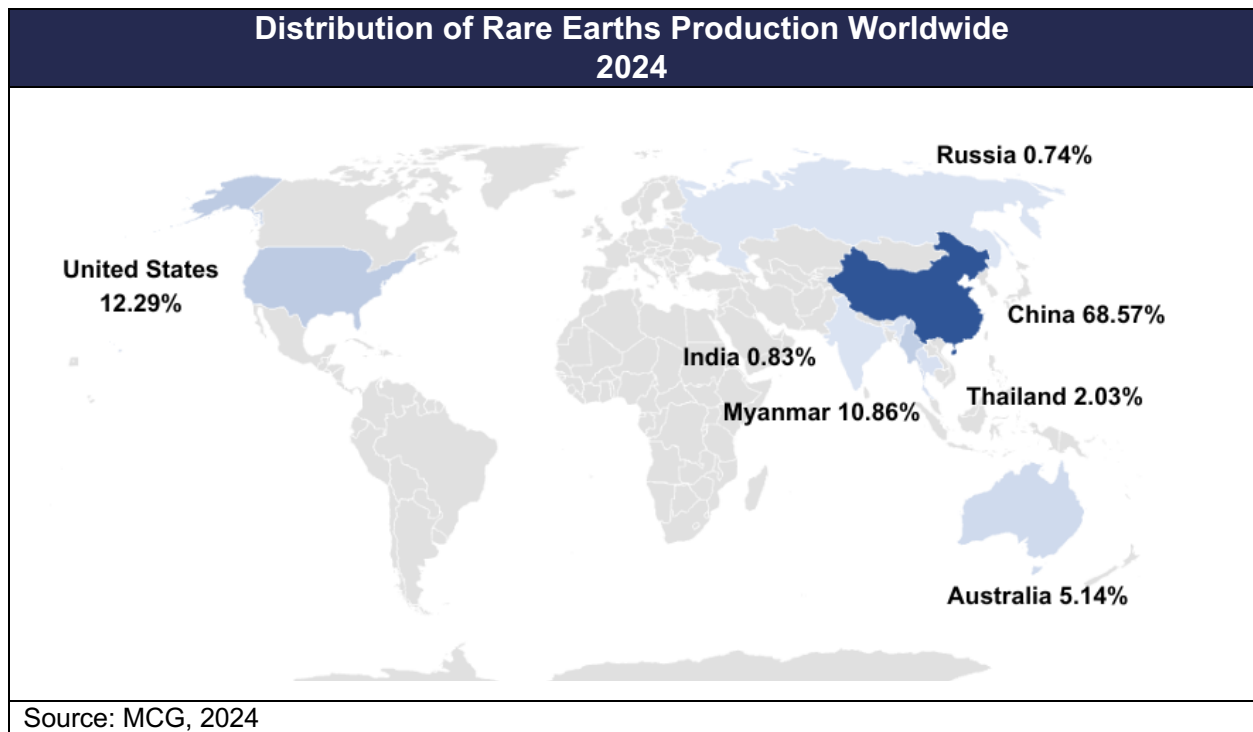 Distribution of Rare Earths Production Worldwide
2024
Russia 0.74%
United States
12.29%
China 68.57%
India 0.83%
Thailand 2.03%
Myanmar 10.86%
Australia 5.14%
Source: MCG, 2024